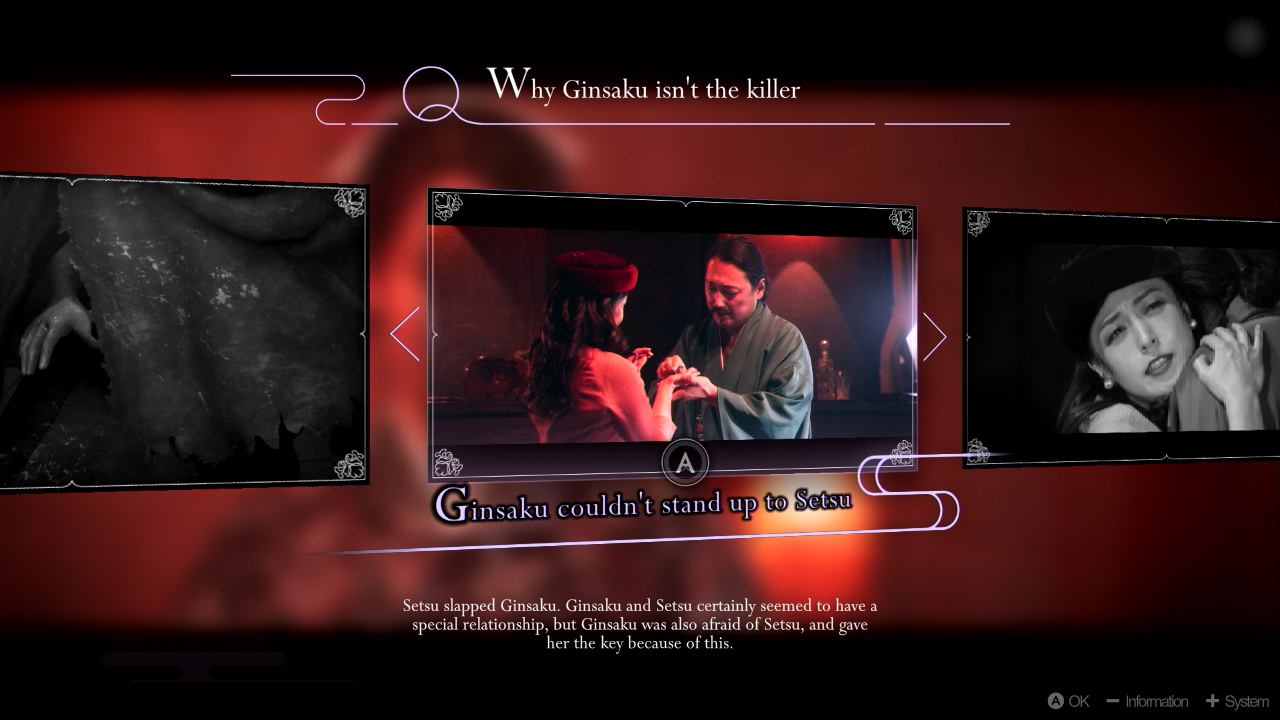 Why Ginsaku isn't the killer
A
Ginsaku couldn't stand up to Setsu
Setsu slapped Ginsaku. Ginsaku and Setsu certainly seemed to have a
special relationship, but Ginsaku was also afraid of Setsu, and gave
her the key because of this.
A OK − Information + System